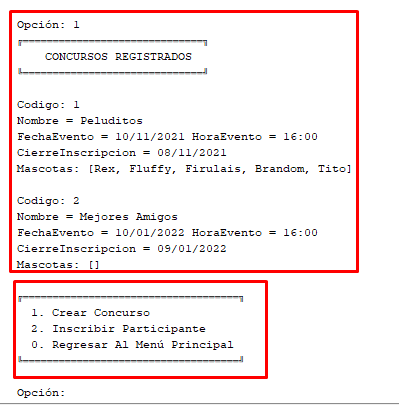 Opción: 1
CONCURSOS REGISTRADOS
Codigo: 1
Nombre = Peluditos
FechaEvento = 10/11/2021 HoraEvento = 16:00
CierreInscripcion = 08/11/2021
Mascotas: [Rex, Fluffy, Firulais, Brandom, Tito]
Codigo: 2
Nombre = Mejores Amigos
FechaEvento = 10/01/2022 HoraEvento = 16:00
CierreInscripcion = 09/01/2022
Mascotas: []
1. Crear Concurso
2. Inscribir Participante
0. Regresar Al Menú Principal
Opción: